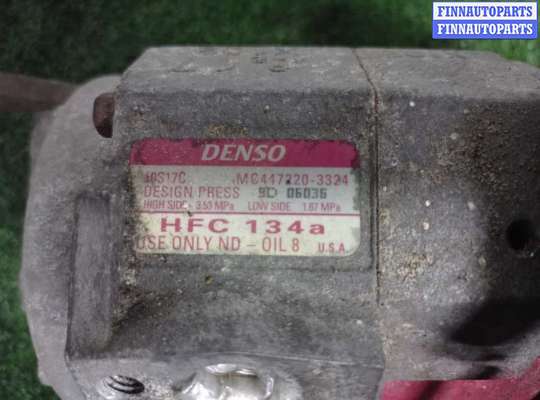 FINNAUTOPARTS
FINNAUTOPARTS
DENSO
10S17C MC447220-3324
DESIGN PRESS 9D 06036
HIGH SIDE - 3.53 MPa LOW SIDE 1.67 MPa
HFC 134a
USE ONLY ND - OIL 8 U.S.A.